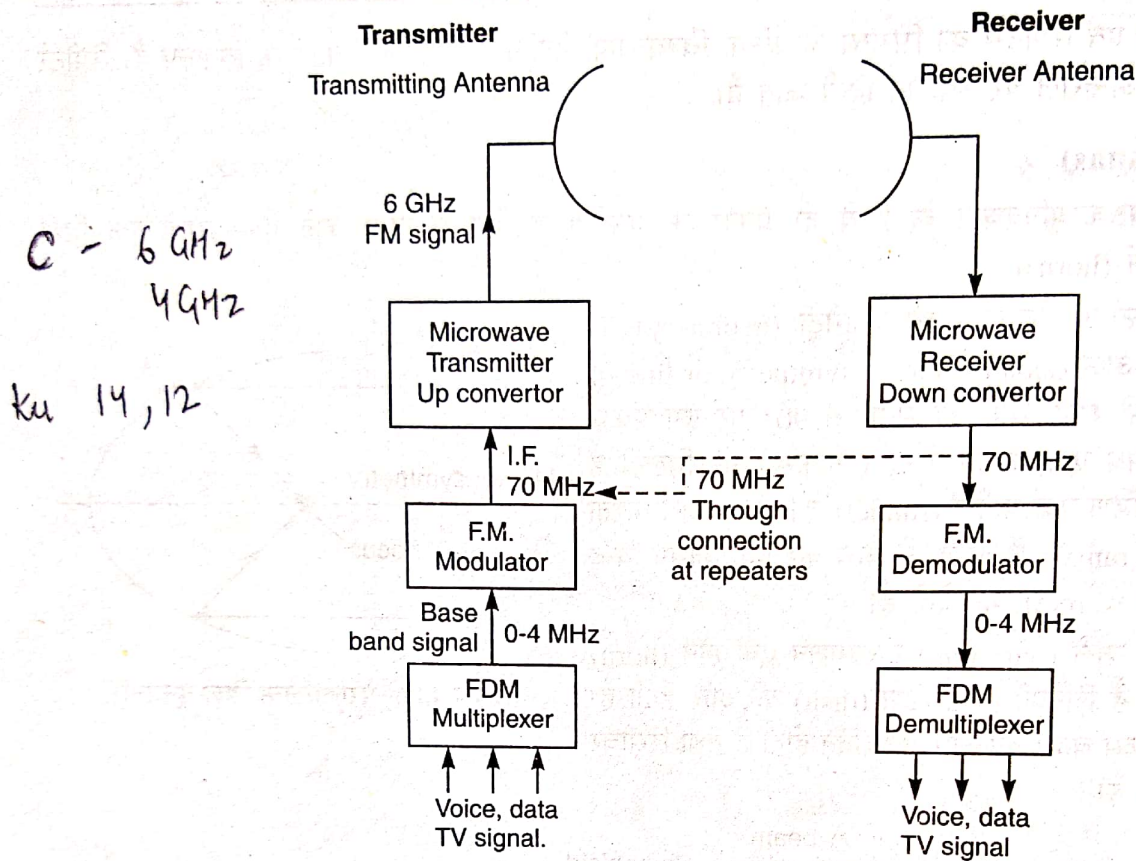 Transmitter
Transmitting Antenna
6 GHz
FM signal
Microwave
Transmitter
Up convertor
I.F.
70 MHz
F.M.
Modulator
Base
band signal
0-4 MHz
FDM
Multiplexer
Voice, data
TV signal.
Receiver
Receiver Antenna
Microwave
Receiver
Down convertor
70 MHz
70 MHz
Through
connection
at repeaters
F.M.
Demodulator
0-4 MHz
FDM
Demultiplexer
Voice, data
TV signal
C - 6 GHz
4 GHz
Ku 14, 12